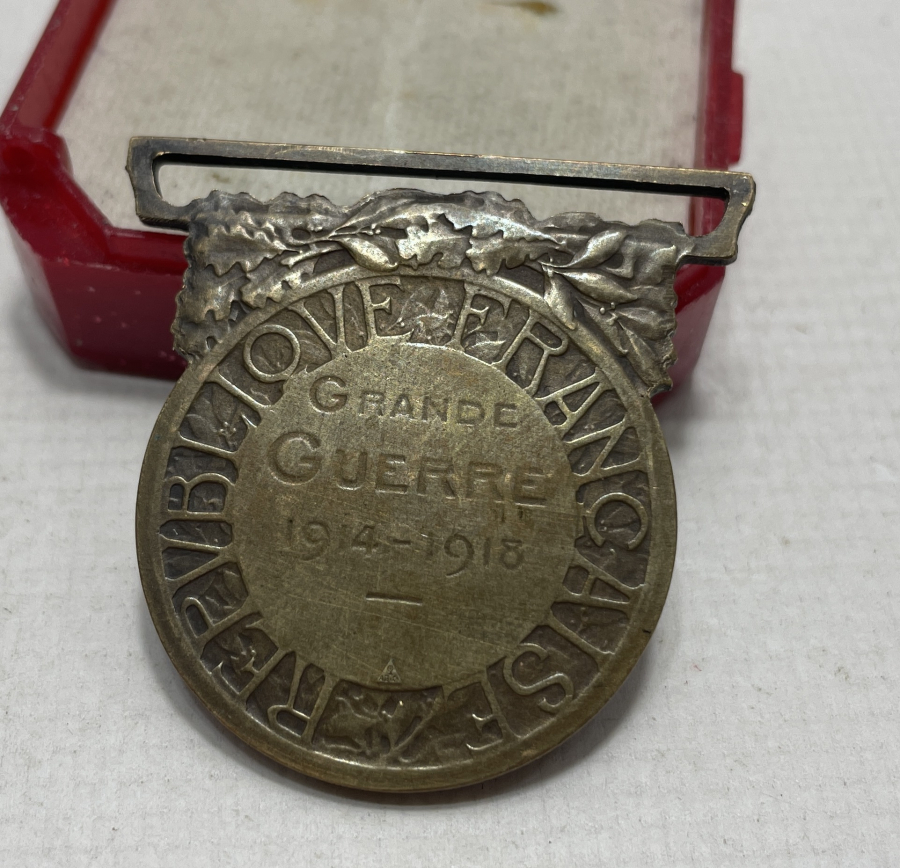 REPVBLIQVE FRANÇAISE
GRANDE
GUERRE
1914-1918